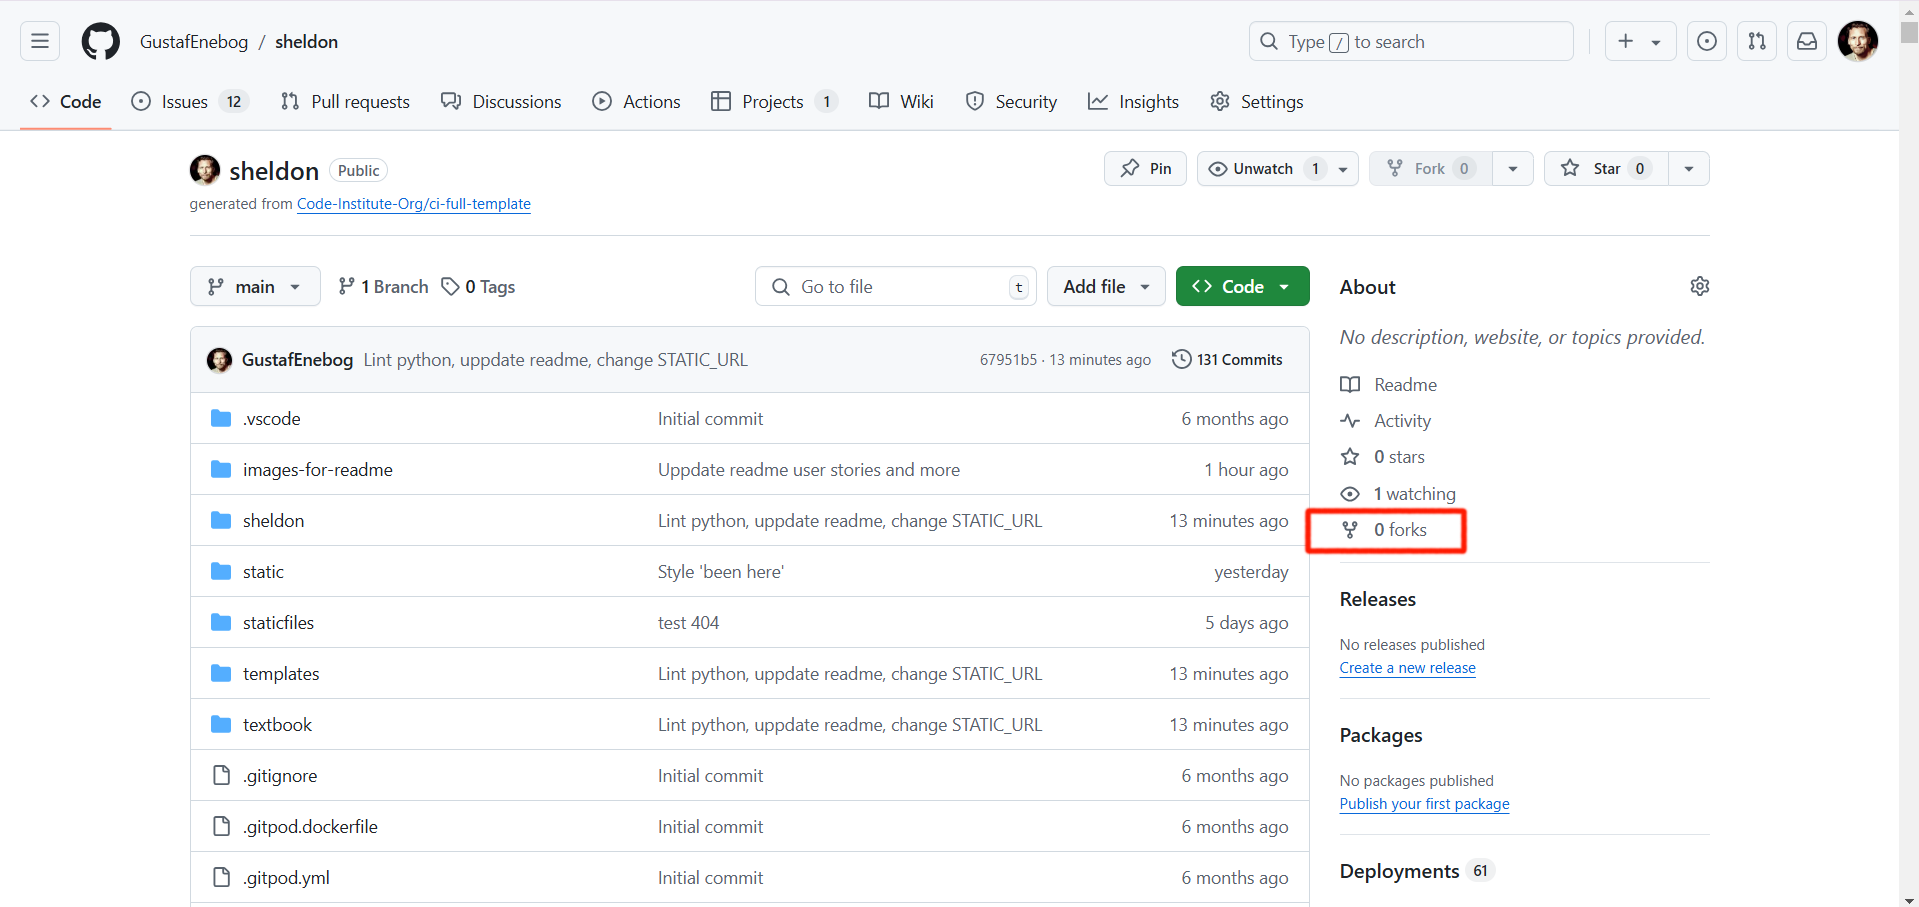 GustafEnebog / sheldon
Type / to search
Code
Issues 12
Pull requests
Discussions
Actions
Projects 1
Wiki
Security
Insights
Settings
sheldon Public
Pin
Unwatch 1
Fork 0
Star 0
generated from Code-Institute-Org/ci-full-template
main
1 Branch
0 Tags
Go to file t
Add file
Code
GustafEnebog Lint python, uppdate readme, change STATIC_URL 67951b5 · 13 minutes ago 131 Commits
.vscode Initial commit 6 months ago
images-for-readme Uppdate readme user stories and more 1 hour ago
sheldon Lint python, uppdate readme, change STATIC_URL 13 minutes ago
static Style 'been here' yesterday
staticfiles test 404 5 days ago
templates Lint python, uppdate readme, change STATIC_URL 13 minutes ago
textbook Lint python, uppdate readme, change STATIC_URL 13 minutes ago
.gitignore Initial commit 6 months ago
.gitpod.dockerfile Initial commit 6 months ago
.gitpod.yml Initial commit 6 months ago
About
No description, website, or topics provided.
Readme
Activity
0 stars
1 watching
0 forks
Releases
No releases published
Create a new release
Packages
No packages published
Publish your first package
Deployments 61